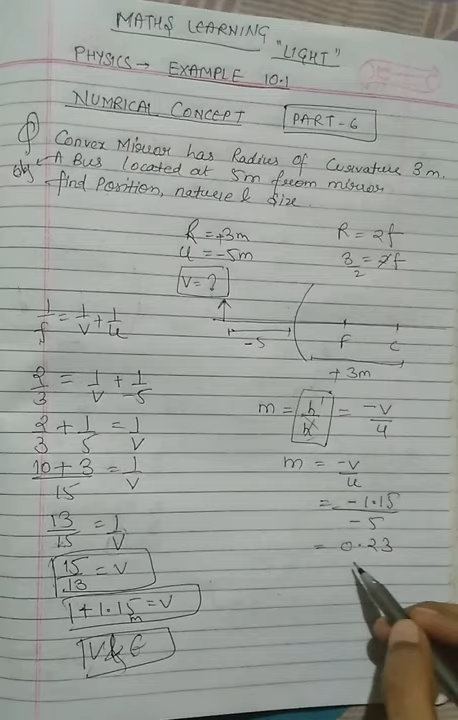 MATHS LEARNING
"LIGHT"
PHYSICS → EXAMPLE 10.1
NUMRICAL CONCEPT PART-6
Q Convex Mirror has Radius of Curvature 3m.
obj A Bus located at 5m from mirror
find Position, nature & size.
R = +3m
u = -5m
V = ?
R = 2f
3/2 = f
1/f = 1/v + 1/u
-5 F C
+3m
2/3 = 1/v + 1/-5
2/3 + 1/5 = 1/v
10+3/15 = 1/v
13/15 = 1/v
15/13 = v
+1.15 m = v
V & E
m = h'/h = -v/u
m = -v/u
= -1.15/-5
= 0.23